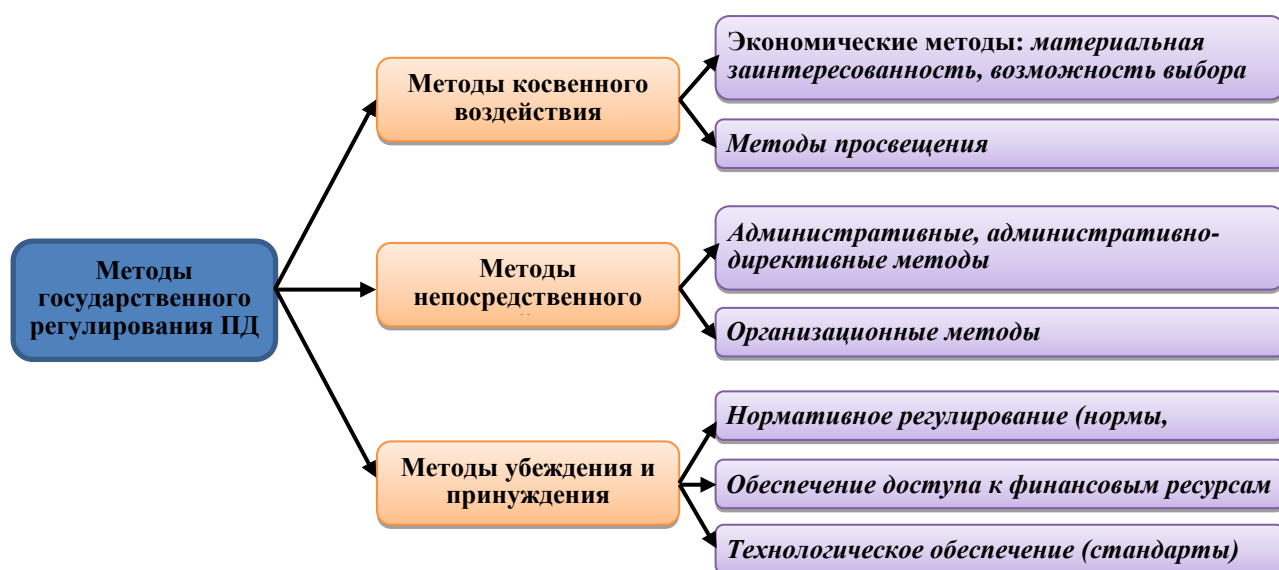 Методы
государственного
регулирования ПД
Методы косвенного
воздействия
Экономические методы: материальная
заинтересованность, возможность выбора
Методы просвещения
Методы
непосредственного
Административные, административно-
директивные методы
Организационные методы
Методы убеждения и
принуждения
Нормативное регулирование (нормы,
Обеспечение доступа к финансовым ресурсам
Технологическое обеспечение (стандарты)